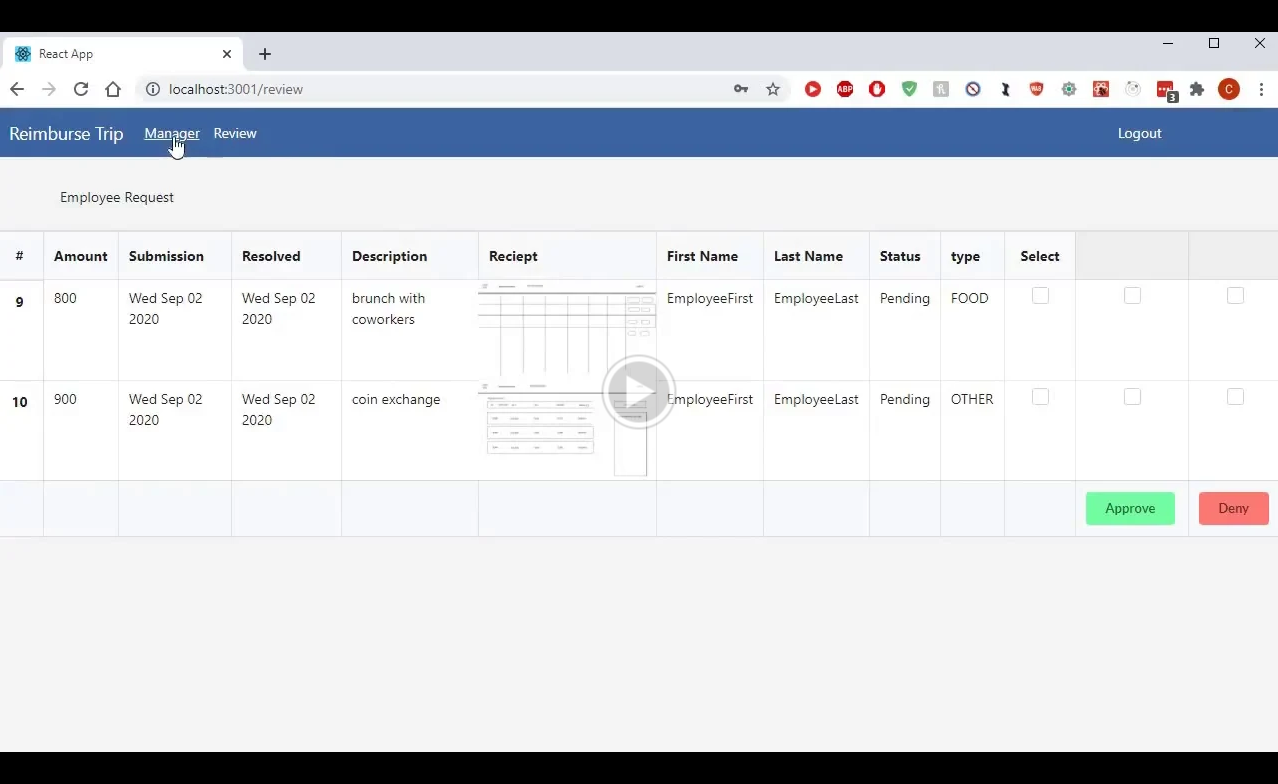 React App
localhost:3001/review
ABP
3
C
Reimburse Trip Manager Review Logout
Employee Request
# Amount Submission Resolved Description Reciept First Name Last Name Status type Select
9 800 Wed Sep 02 2020 Wed Sep 02 2020 brunch with coworkers EmployeeFirst EmployeeLast Pending FOOD
10 900 Wed Sep 02 2020 Wed Sep 02 2020 coin exchange EmployeeFirst EmployeeLast Pending OTHER
Approve Deny